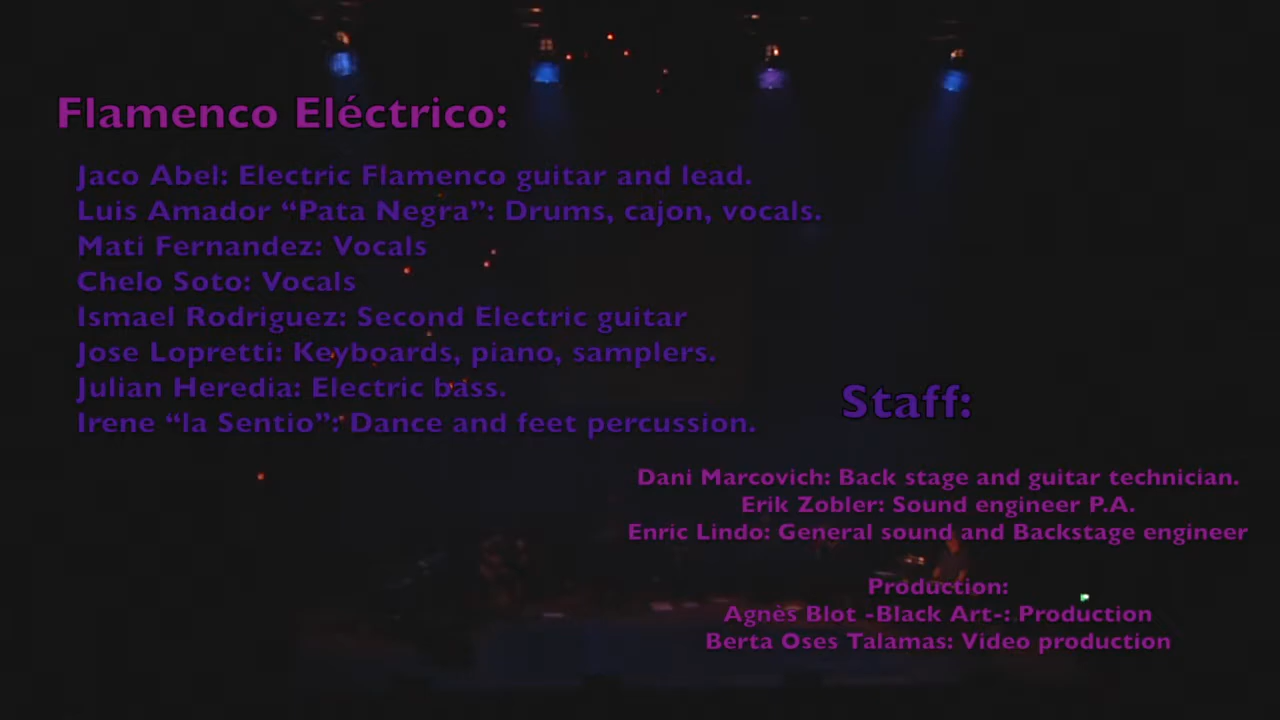 Flamenco Eléctrico:
Jaco Abel: Electric Flamenco guitar and lead.
Luis Amador “Pata Negra”: Drums, cajon, vocals.
Mati Fernandez: Vocals
Chelo Soto: Vocals
Ismael Rodriguez: Second Electric guitar
Jose Lopretti: Keyboards, piano, samplers.
Julian Heredia: Electric bass.
Irene “la Sentio”: Dance and feet percussion.
Staff:
Dani Marcovich: Back stage and guitar technician.
Erik Zobler: Sound engineer P.A.
Enric Lindo: General sound and Backstage engineer
Production:
Agnès Blot -Black Art-: Production
Berta Oses Talamas: Video production